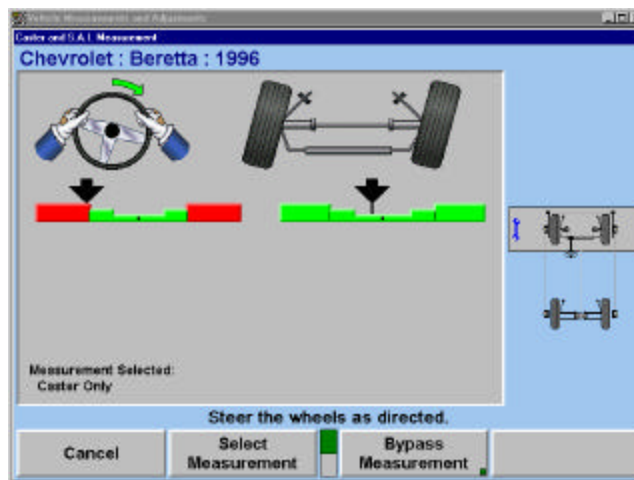 Vehicle Measurements and Adjustments
Caster and S.A.I. Measurement
Chevrolet : Beretta : 1996
Measurement Selected:
Caster Only
Steer the wheels as directed.
Cancel
Select
Measurement
Bypass
Measurement